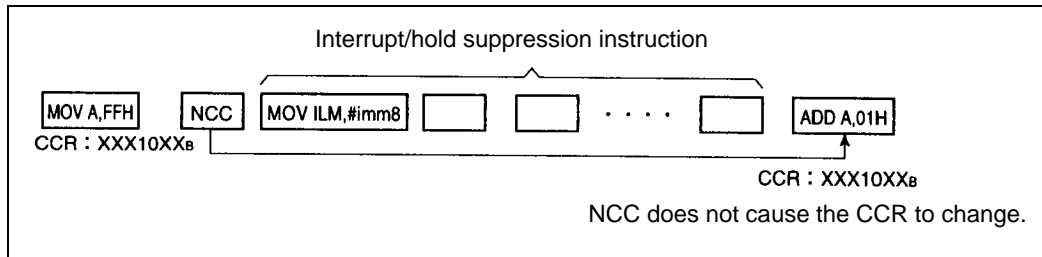 Interrupt/hold suppression instruction
MOV A,FFH NCC MOV ILM,#imm8 · · · · ADD A,01H
CCR : XXX10XXB
CCR : XXX10XXB
NCC does not cause the CCR to change.